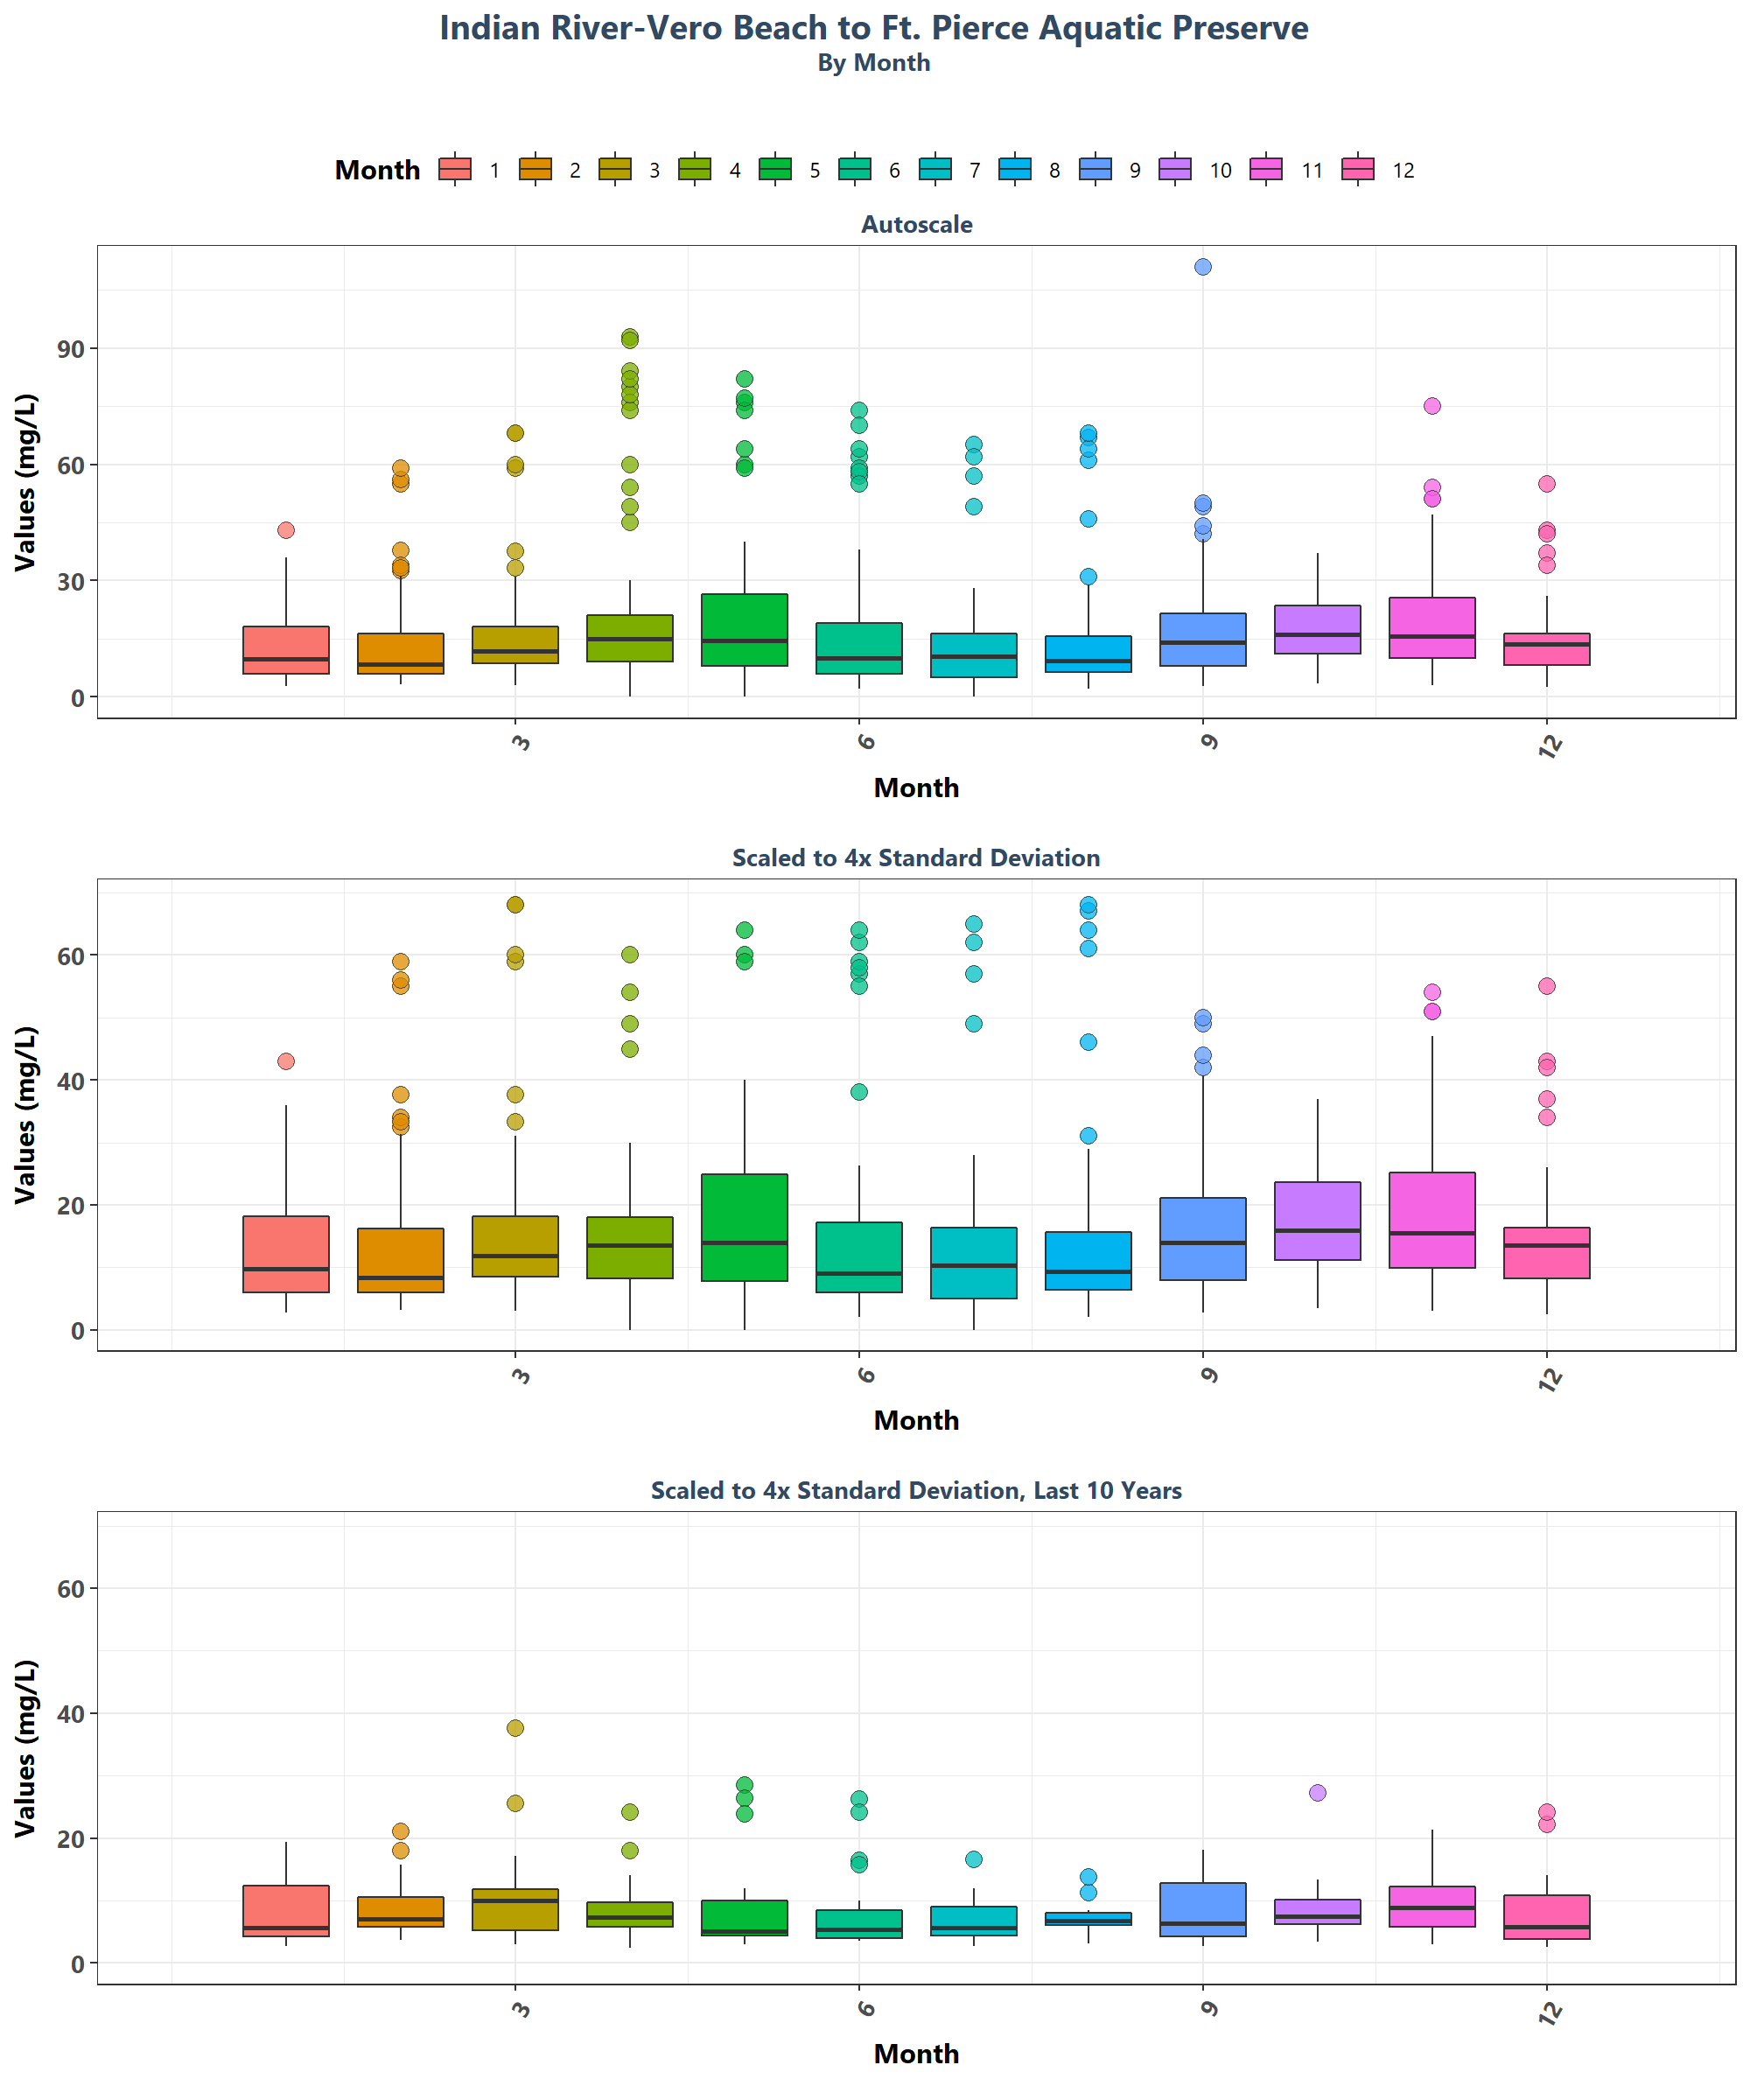 Indian River-Vero Beach to Ft. Pierce Aquatic Preserve
By Month
Month 1 2 3 4 5 6 7 8 9 10 11 12
Autoscale
Values (mg/L)
90
60
30
0
3 6 9 12
Month
Scaled to 4x Standard Deviation
Values (mg/L)
60
40
20
0
3 6 9 12
Month
Scaled to 4x Standard Deviation, Last 10 Years
Values (mg/L)
60
40
20
0
3 6 9 12
Month